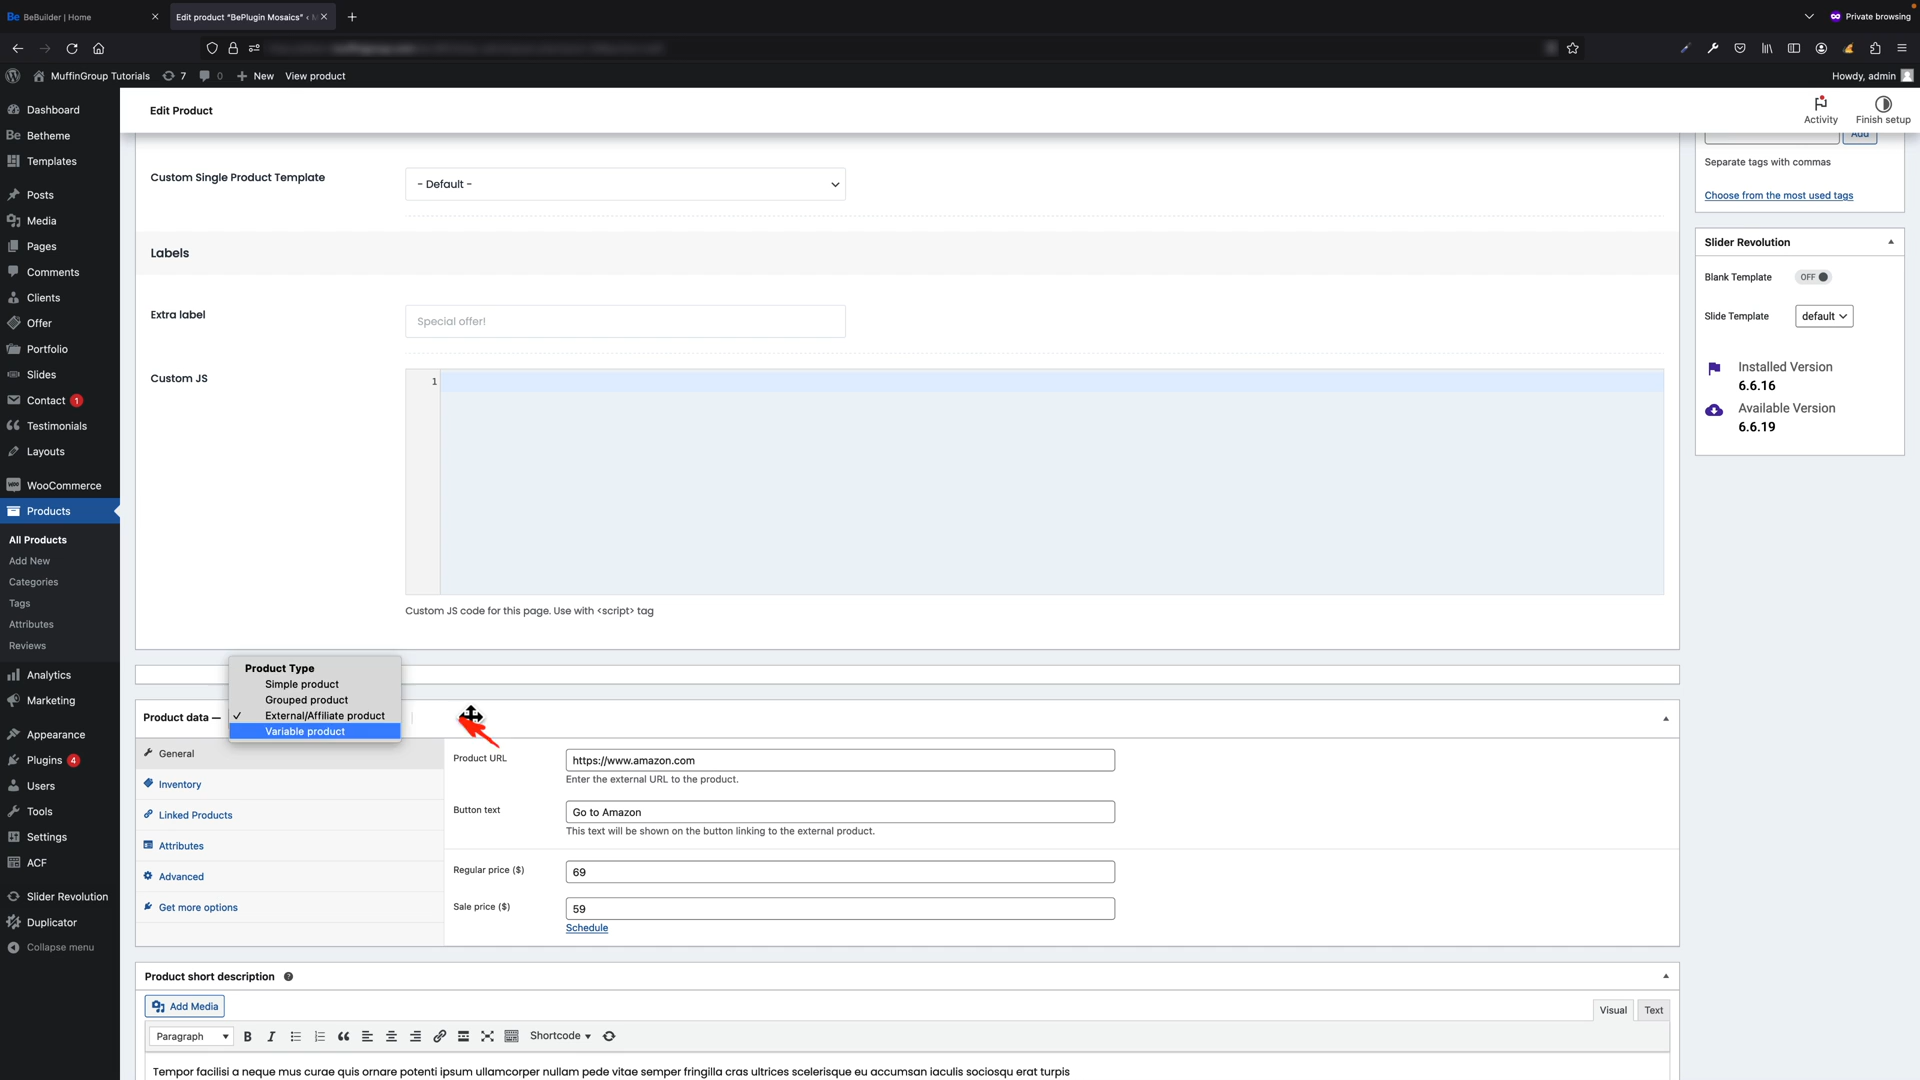 Be BeBuilder | Home
Edit product "BePlugin Mosaics" ‹
Private browsing
MuffinGroup Tutorials
7
0
New
View product
Howdy, admin
Dashboard
Be Betheme
Templates
Posts
Media
Pages
Comments
Clients
Offer
Portfolio
Slides
Contact 1
Testimonials
Layouts
WooCommerce
Products
All Products
Add New
Categories
Tags
Attributes
Reviews
Analytics
Marketing
Appearance
Plugins 4
Users
Tools
Settings
ACF
Slider Revolution
Duplicator
Collapse menu
Edit Product
Activity
Finish setup
Custom Single Product Template
- Default -
Labels
Extra label
Special offer!
Custom JS
1
Custom JS code for this page. Use with <script> tag
Product Type
Simple product
Grouped product
✓ External/Affiliate product
Variable product
Product data —
General
Inventory
Linked Products
Attributes
Advanced
Get more options
Product URL
https://www.amazon.com
Enter the external URL to the product.
Button text
Go to Amazon
This text will be shown on the button linking to the external product.
Regular price ($)
69
Sale price ($)
59
Schedule
Product short description
Add Media
Visual
Text
Paragraph
B
I
Shortcode
Tempor facilisi a neque mus curae quis ornare potenti ipsum ullamcorper nullam pede vitae semper fringilla cras ultrices scelerisque eu accumsan iaculis sociosqu erat turpis
Add
Separate tags with commas
Choose from the most used tags
Slider Revolution
Blank Template
OFF
Slide Template
default
Installed Version
6.6.16
Available Version
6.6.19